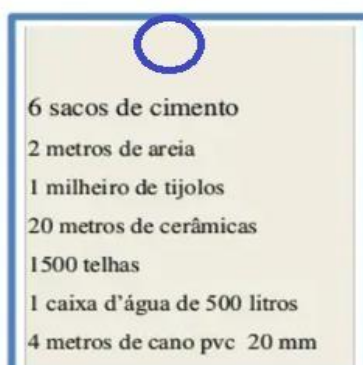 6 sacos de cimento
2 metros de areia
1 milheiro de tijolos
20 metros de cerâmicas
1500 telhas
1 caixa d’água de 500 litros
4 metros de cano pvc  20 mm